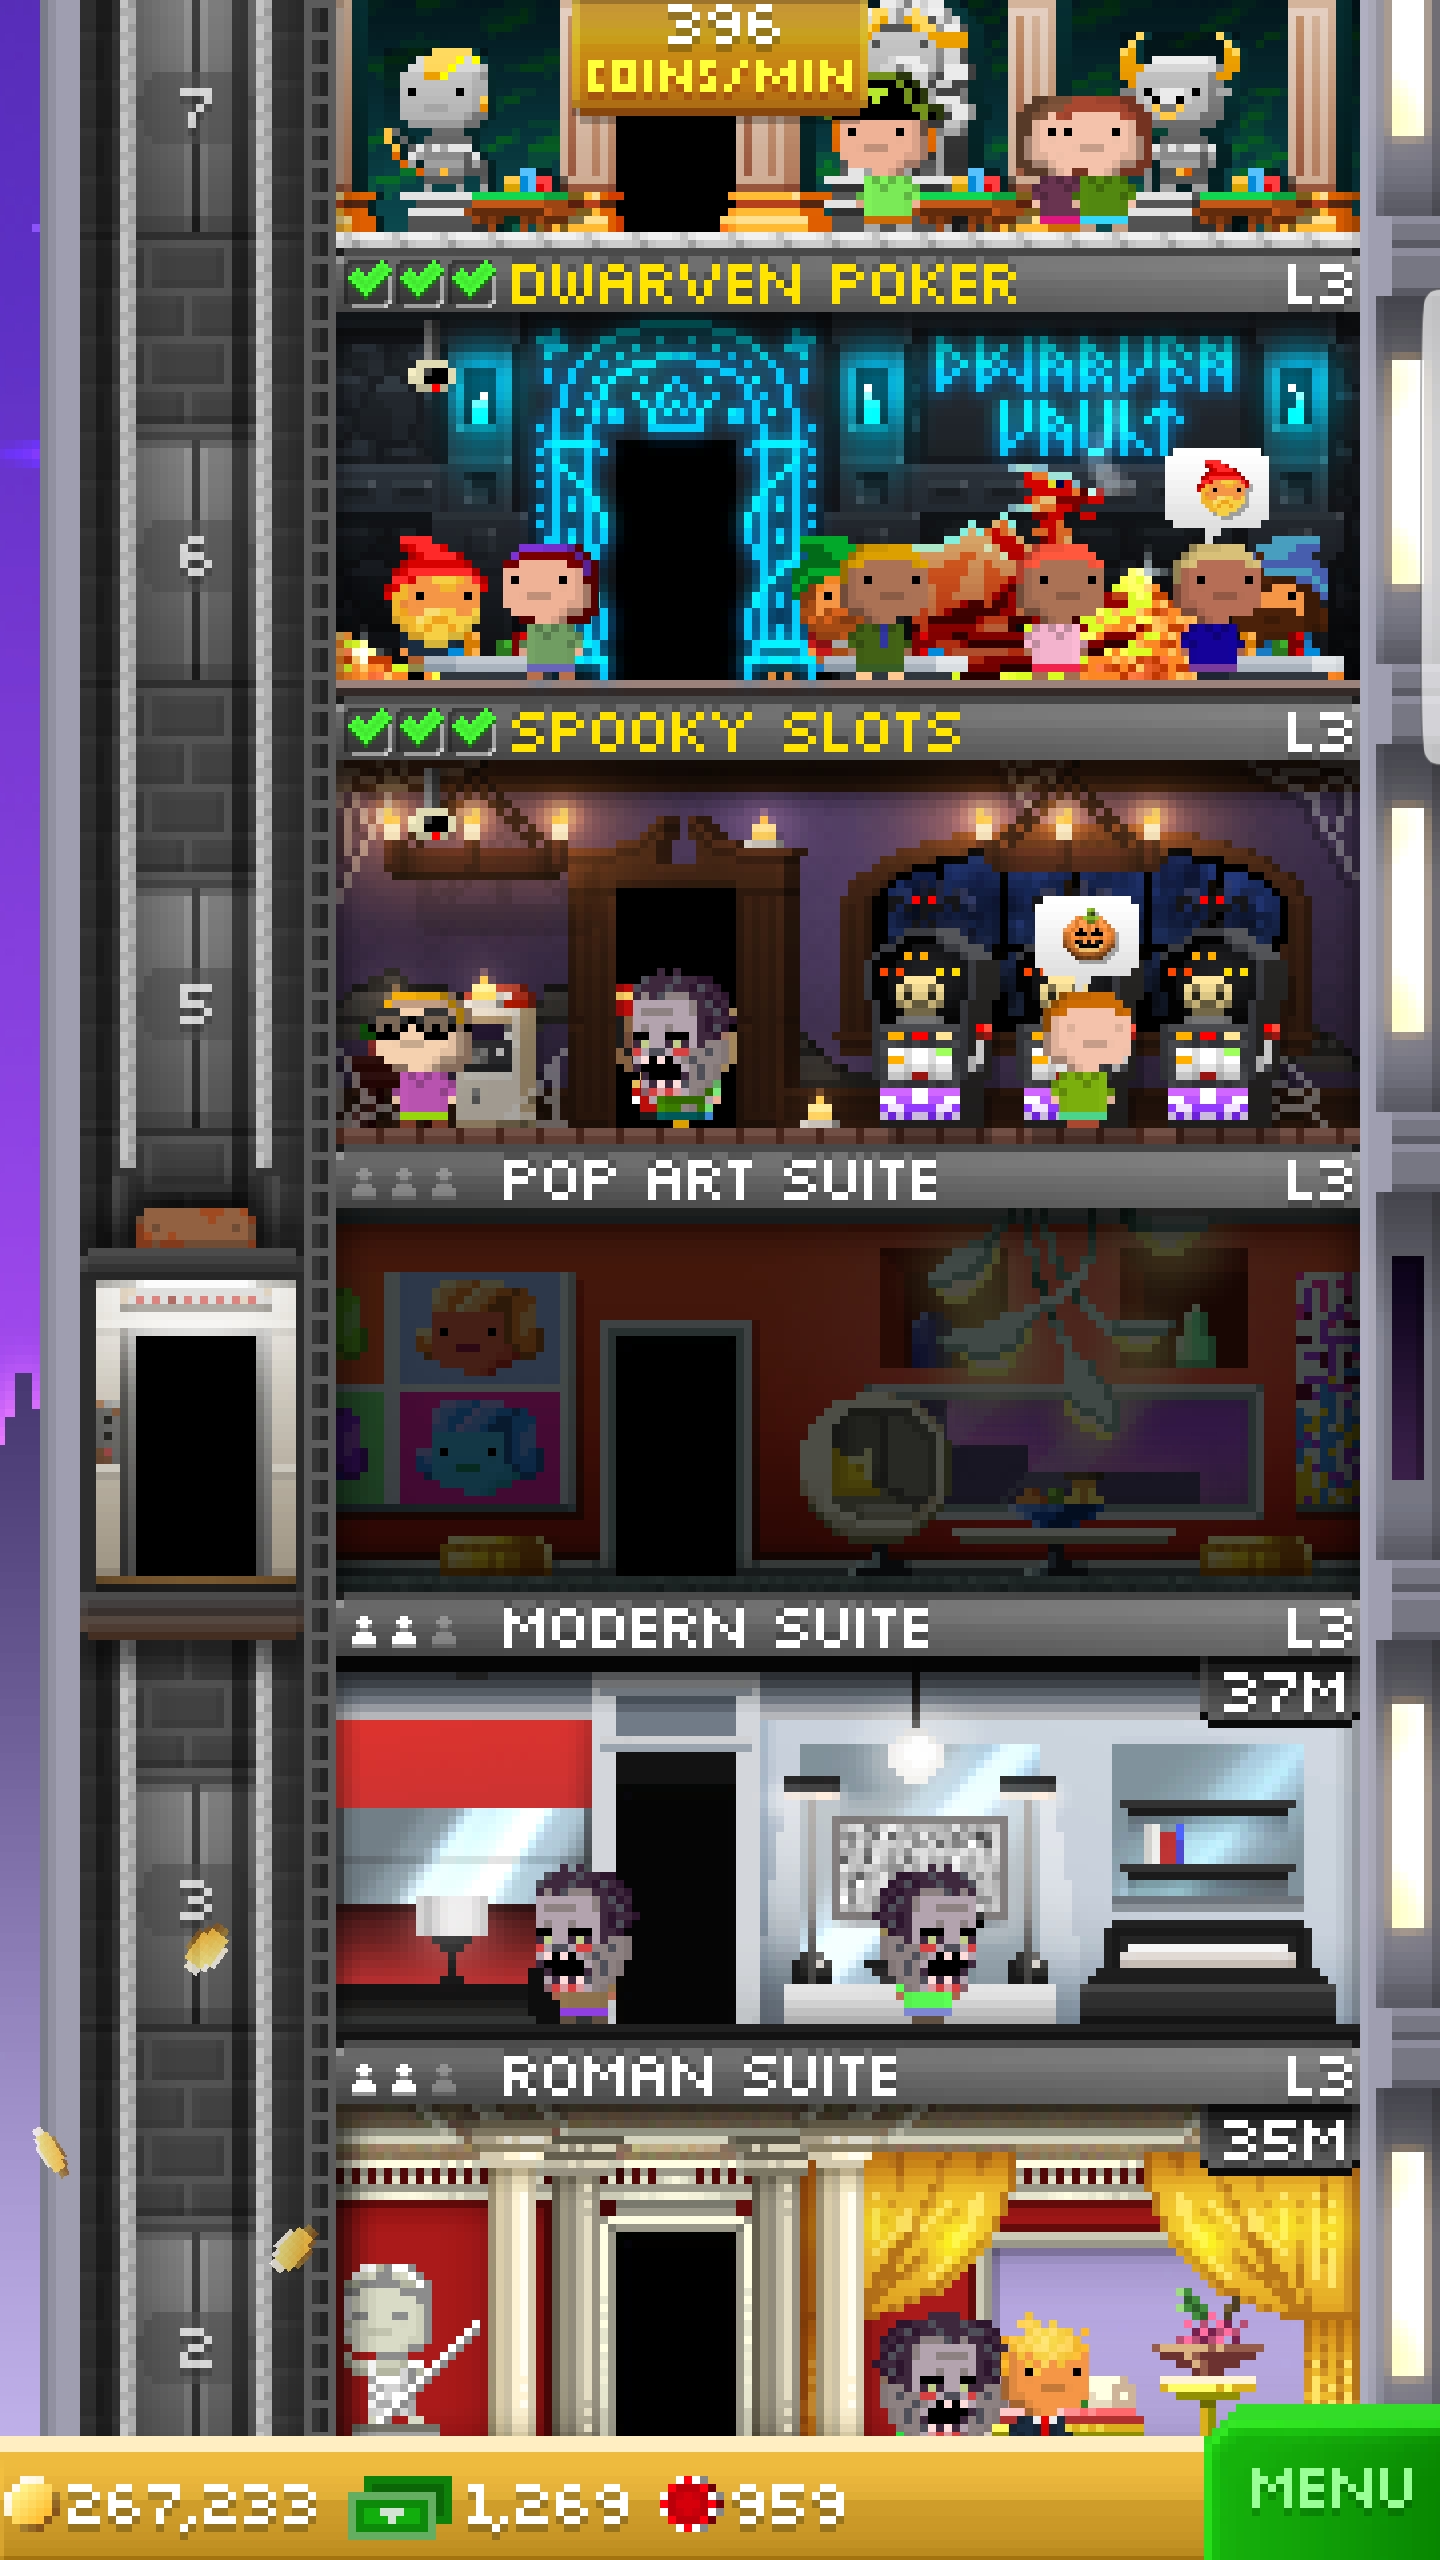 396
COINS/MIN
7
DWARVEN POKER L3
DWARVEN
VAULT
6
SPOOKY SLOTS L3
5
POP ART SUITE L3
MODERN SUITE L3
37M
3
ROMAN SUITE L3
35M
2
267,233 1,269 959 MENU